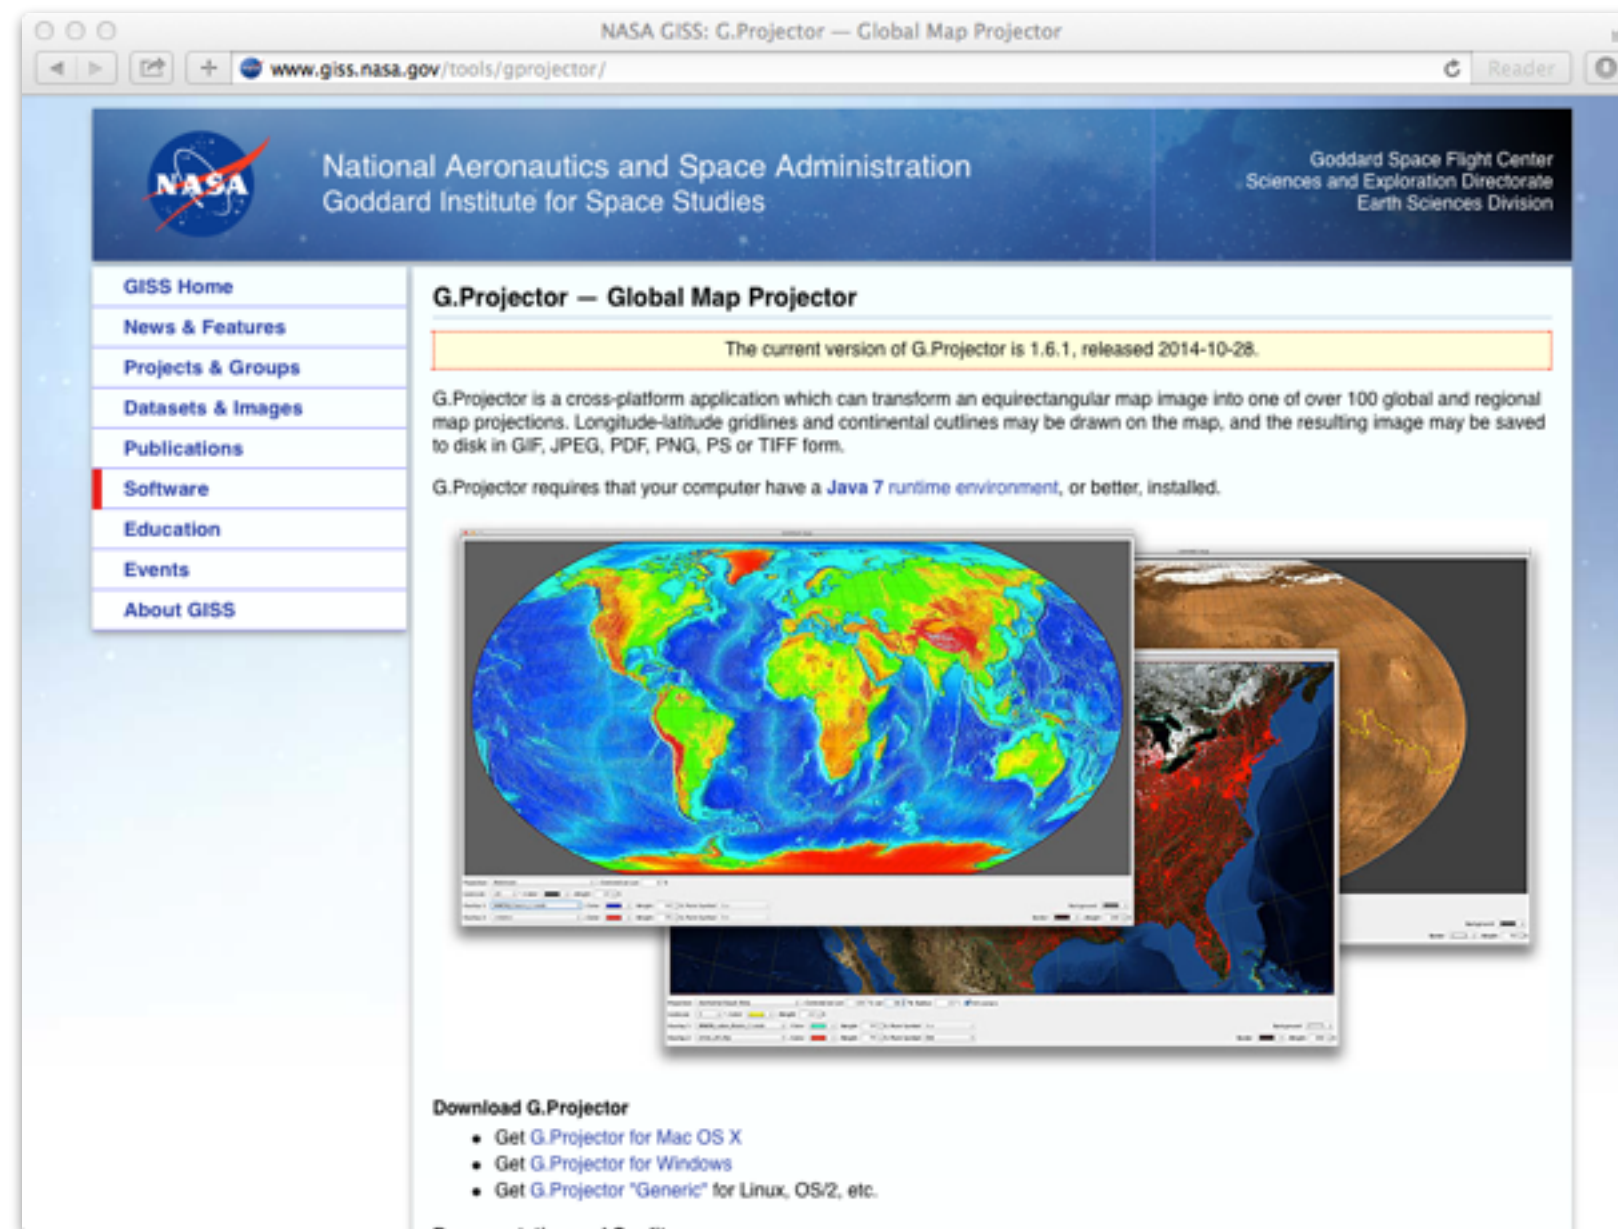 NASA GISS: G.Projector — Global Map Projector
www.giss.nasa.gov/tools/gprojector/
Reader
NASA
National Aeronautics and Space Administration
Goddard Institute for Space Studies
Goddard Space Flight Center
Sciences and Exploration Directorate
Earth Sciences Division
GISS Home
News & Features
Projects & Groups
Datasets & Images
Publications
Software
Education
Events
About GISS
G.Projector — Global Map Projector
The current version of G.Projector is 1.6.1, released 2014-10-28.
G.Projector is a cross-platform application which can transform an equirectangular map image into one of over 100 global and regional
map projections. Longitude-latitude gridlines and continental outlines may be drawn on the map, and the resulting image may be saved
to disk in GIF, JPEG, PDF, PNG, PS or TIFF form.
G.Projector requires that your computer have a Java 7 runtime environment, or better, installed.
Download G.Projector
• Get G.Projector for Mac OS X
• Get G.Projector for Windows
• Get G.Projector "Generic" for Linux, OS/2, etc.